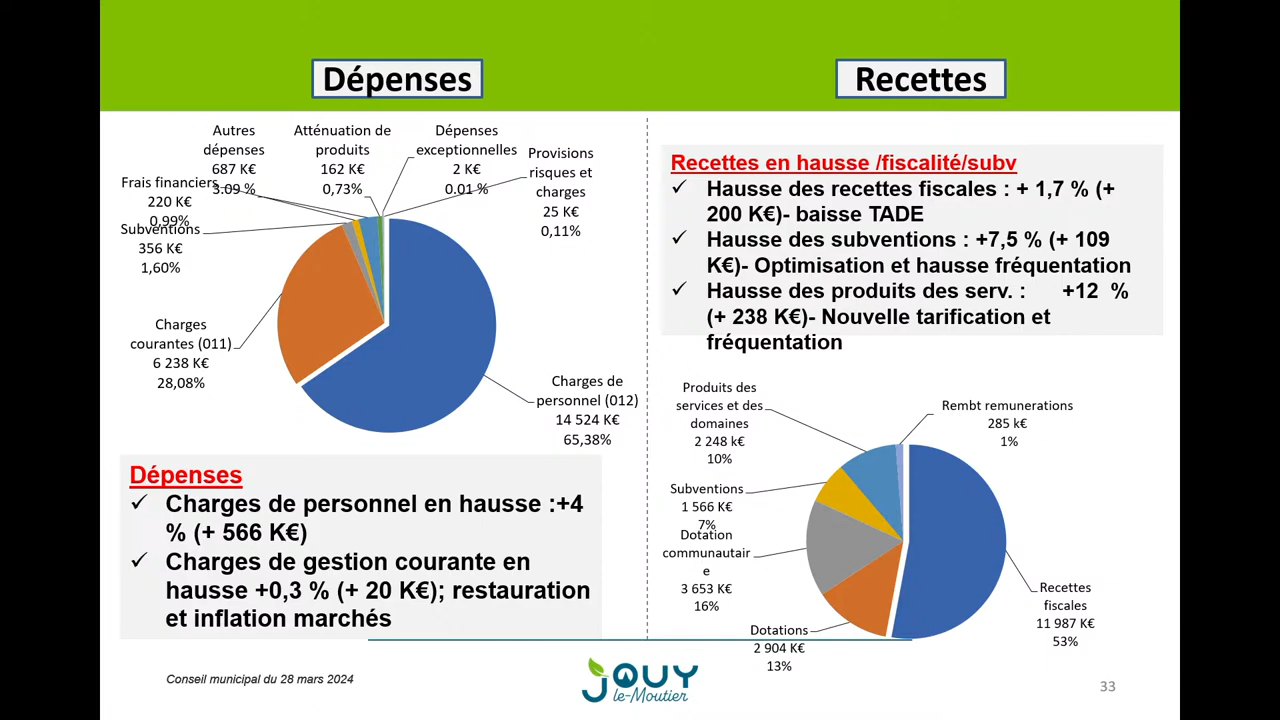 Dépenses
Recettes
Autres
dépenses
687 K€
3.09 %
Atténuation de
produits
162 K€
0,73%
Dépenses
exceptionnelles
2 K€
0.01 %
Provisions
risques et
charges
25 K€
0,11%
Frais financiers
220 K€
0,99%
Subventions
356 K€
1,60%
Charges
courantes (011)
6 238 K€
28,08%
Charges de
personnel (012)
14 524 K€
65,38%
Dépenses
✓ Charges de personnel en hausse :+4
% (+ 566 K€)
✓ Charges de gestion courante en
hausse +0,3 % (+ 20 K€); restauration
et inflation marchés
Recettes en hausse /fiscalité/subv
✓ Hausse des recettes fiscales : + 1,7 % (+
200 K€)- baisse TADE
✓ Hausse des subventions : +7,5 % (+ 109
K€)- Optimisation et hausse fréquentation
✓ Hausse des produits des serv. : +12 %
(+ 238 K€)- Nouvelle tarification et
fréquentation
Produits des
services et des
domaines
2 248 k€
10%
Rembt remunerations
285 k€
1%
Subventions
1 566 K€
7%
Dotation
communautair
e
3 653 K€
16%
Dotations
2 904 K€
13%
Recettes
fiscales
11 987 K€
53%
Conseil municipal du 28 mars 2024
JOUY
le-Moutier
33